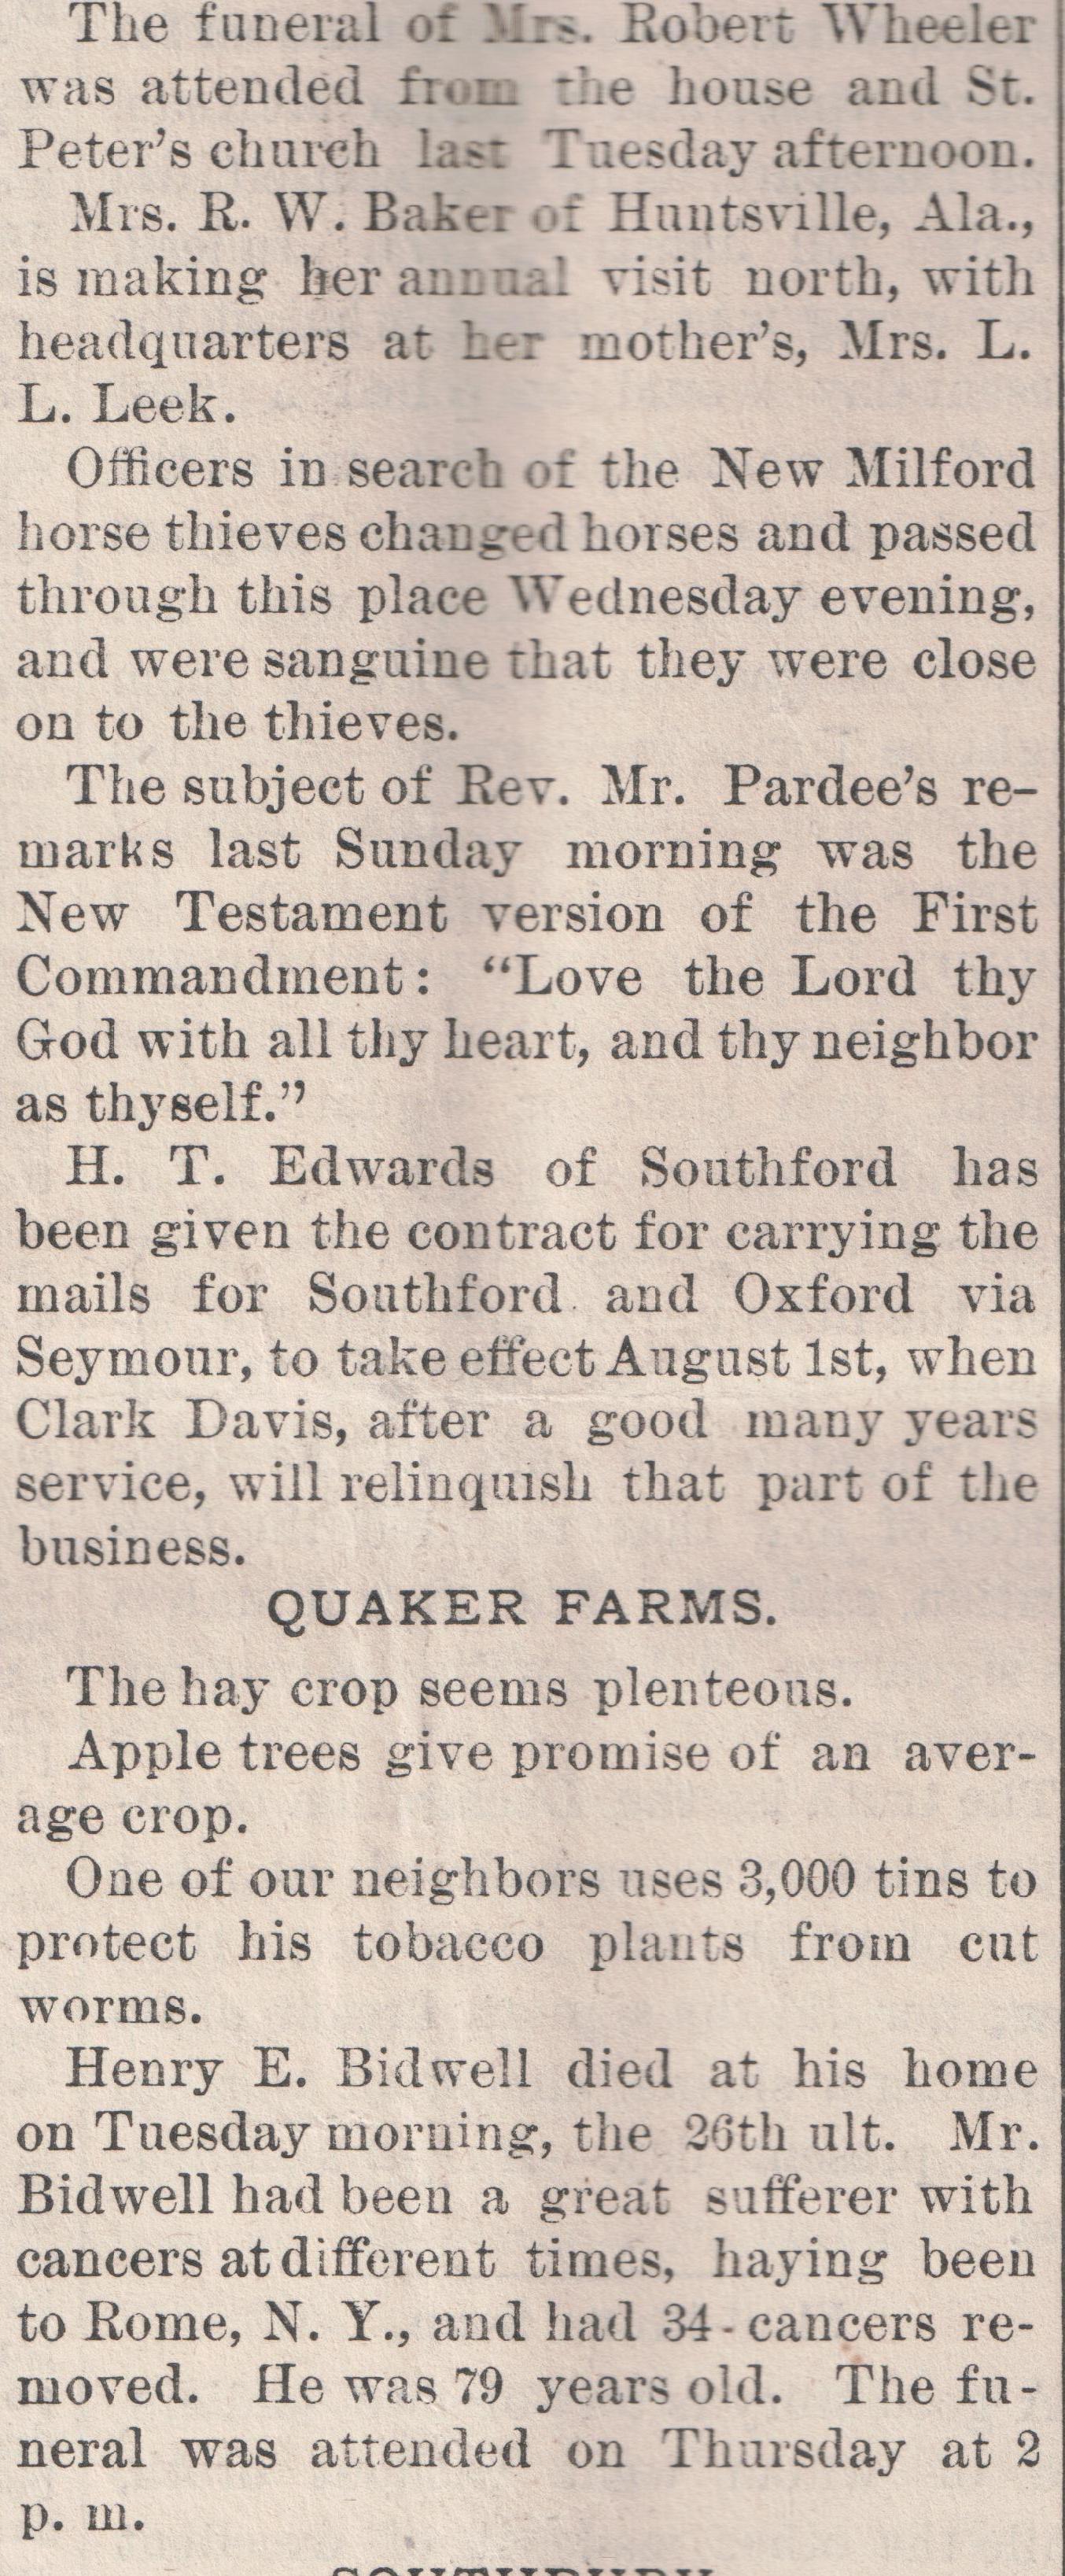 The funeral of Mrs. Robert Wheeler
was attended from the house and St.
Peter's church last Tuesday afternoon.
Mrs. R. W. Baker of Huntsville, Ala.,
is making her annual visit north, with
headquarters at her mother's, Mrs. L.
L. Leek.
Officers in search of the New Milford
horse thieves changed horses and passed
through this place Wednesday evening,
and were sanguine that they were close
on to the thieves.
The subject of Rev. Mr. Pardee's re-
marks last Sunday morning was the
New Testament version of the First
Commandment: "Love the Lord thy
God with all thy heart, and thy neighbor
as thyself."
H. T. Edwards of Southford has
been given the contract for carrying the
mails for Southford and Oxford via
Seymour, to take effect August 1st, when
Clark Davis, after a good many years
service, will relinquish that part of the
business.
QUAKER FARMS.
The hay crop seems plenteous.
Apple trees give promise of an aver-
age crop.
One of our neighbors uses 3,000 tins to
protect his tobacco plants from cut
worms.
Henry E. Bidwell died at his home
on Tuesday morning, the 26th ult. Mr.
Bidwell had been a great sufferer with
cancers at different times, haying been
to Rome, N. Y., and had 34-cancers re-
moved. He was 79 years old. The fu-
neral was attended on Thursday at 2
p. m.
SOUTHBURY